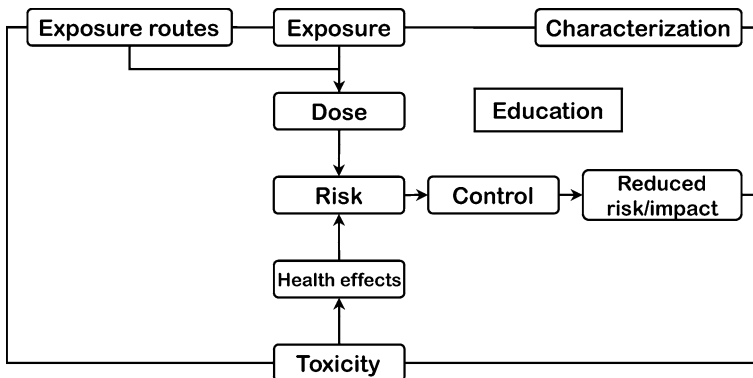 Exposure routes
Exposure
Characterization
Dose
Education
Risk
Control
Reduced
risk/impact
Health effects
Toxicity